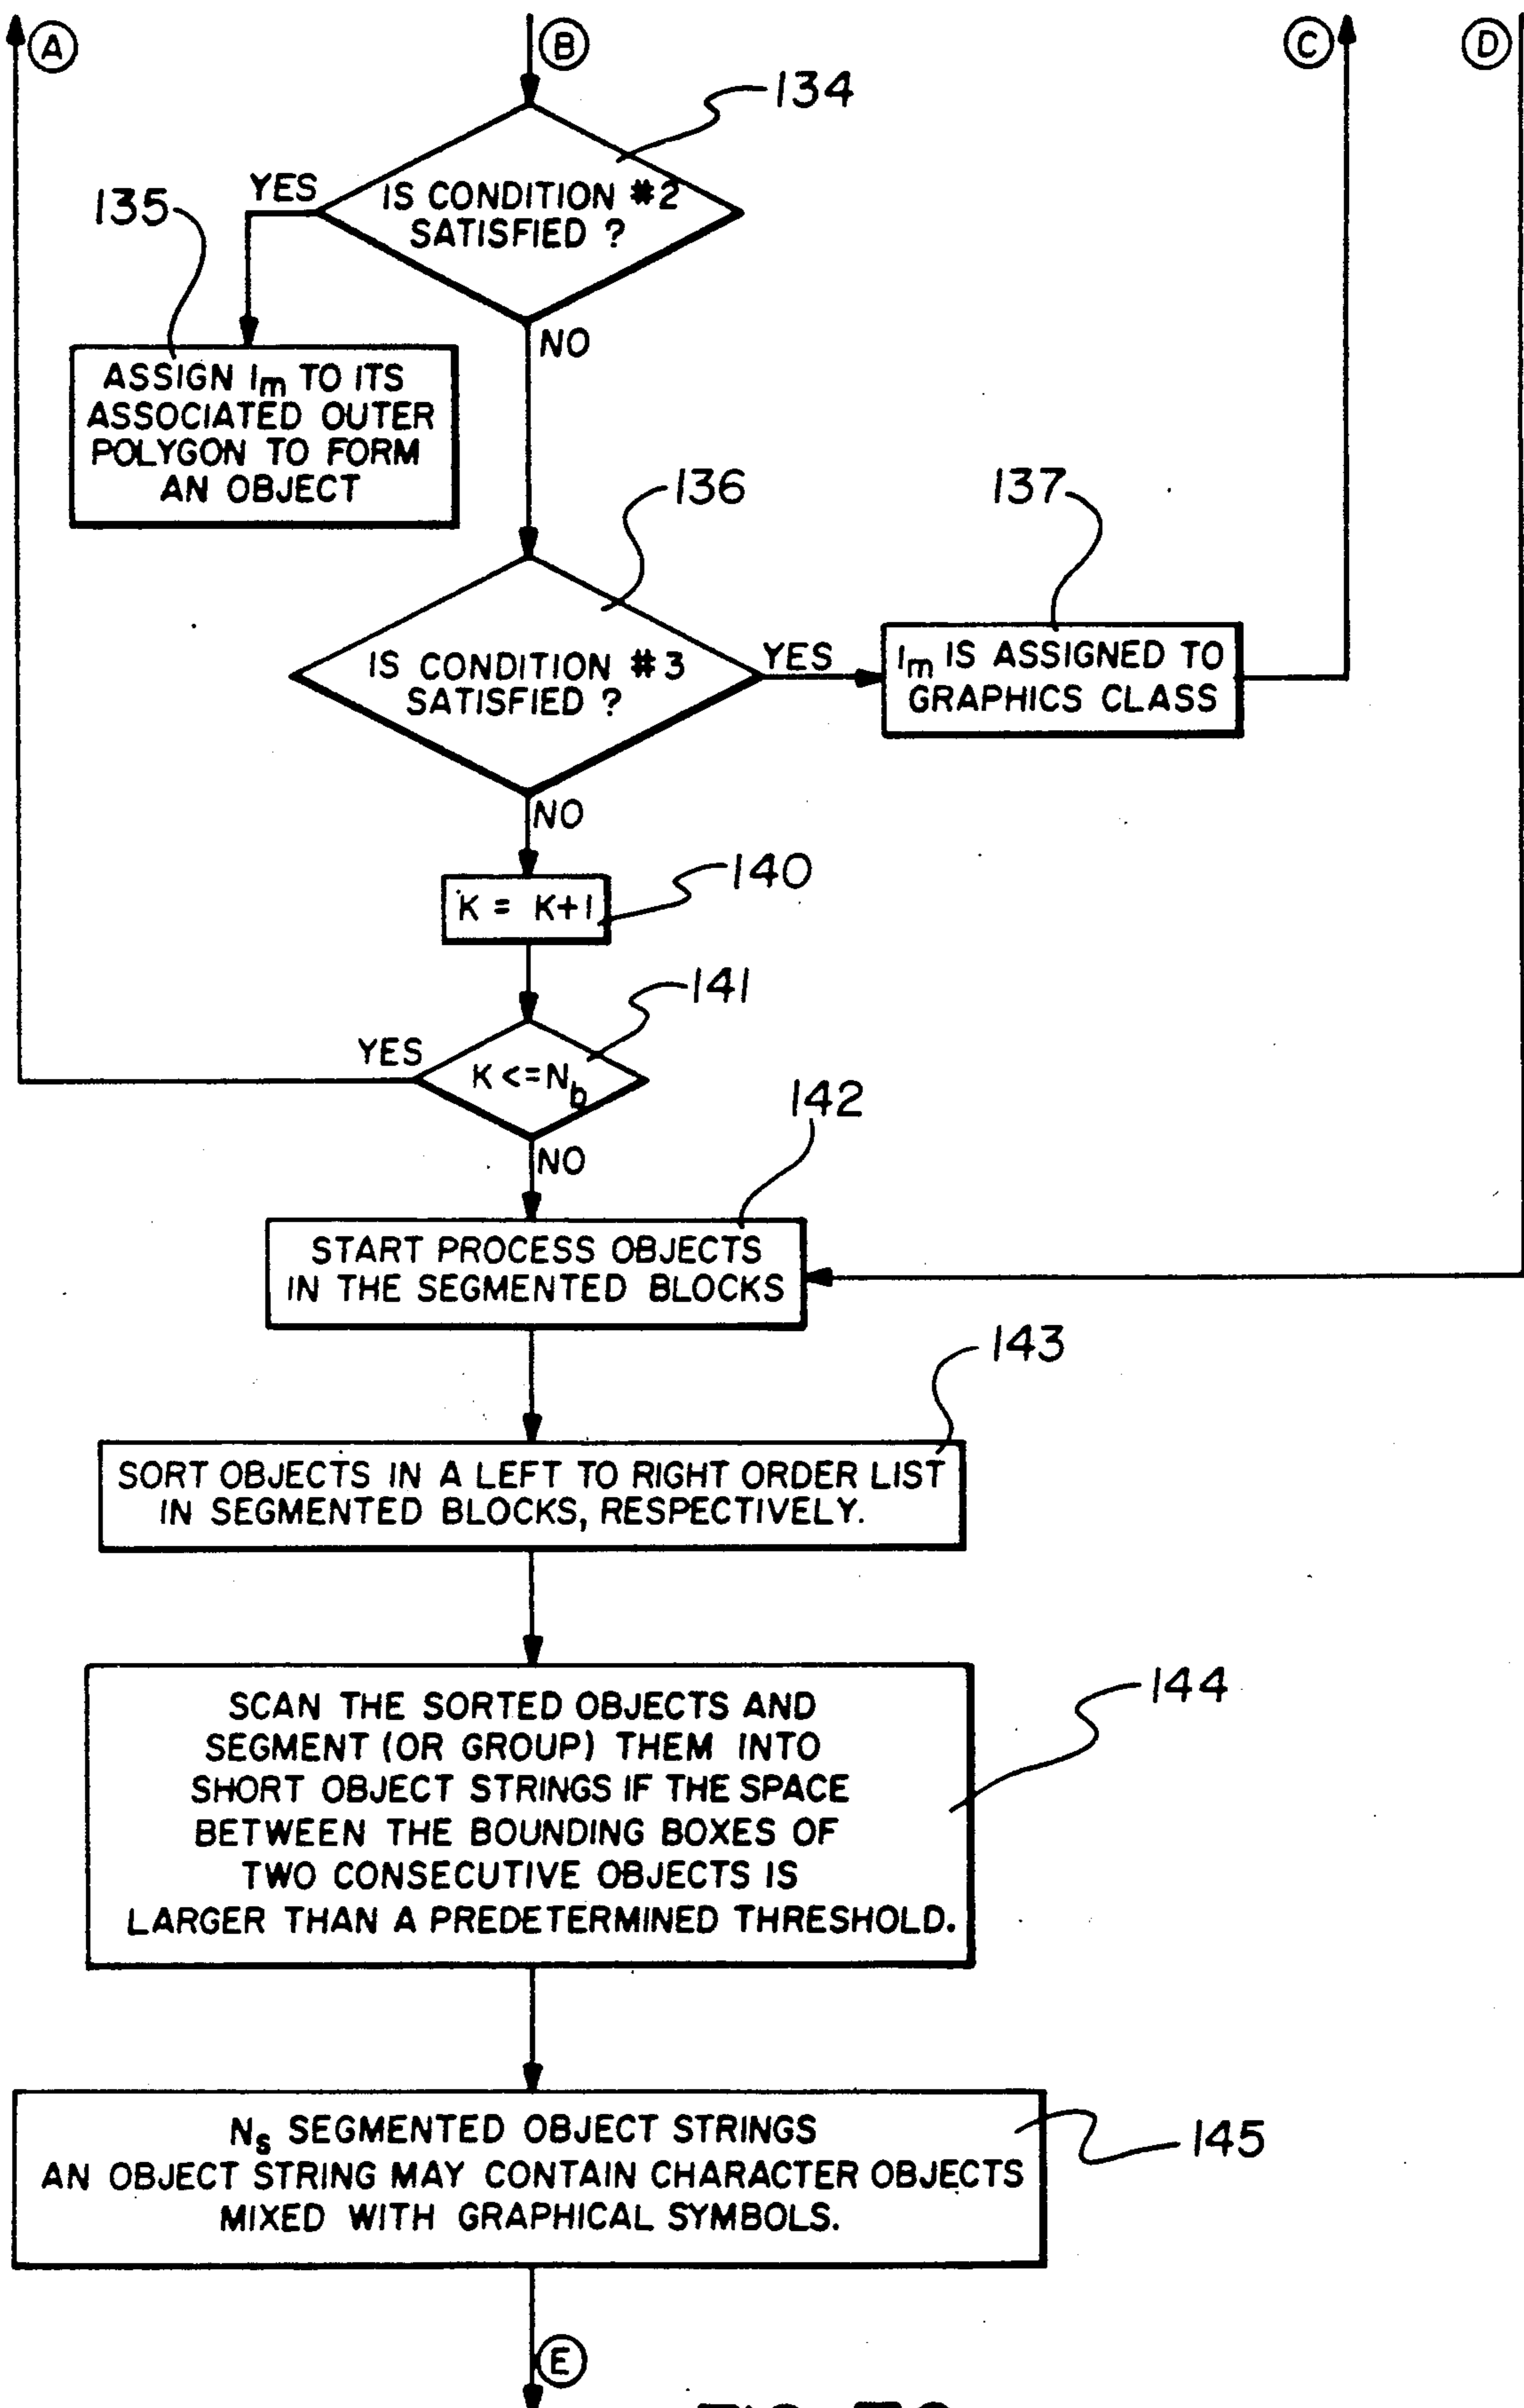 A
B
C
D
134
YES
135
IS CONDITION #2
SATISFIED ?
NO
ASSIGN Im TO ITS
ASSOCIATED OUTER
POLYGON TO FORM
AN OBJECT
136
137
IS CONDITION #3
SATISFIED ?
YES
Im IS ASSIGNED TO
GRAPHICS CLASS
NO
140
K = K+1
141
YES
K <= Nb
142
NO
START PROCESS OBJECTS
IN THE SEGMENTED BLOCKS
143
SORT OBJECTS IN A LEFT TO RIGHT ORDER LIST
IN SEGMENTED BLOCKS, RESPECTIVELY.
144
SCAN THE SORTED OBJECTS AND
SEGMENT (OR GROUP) THEM INTO
SHORT OBJECT STRINGS IF THE SPACE
BETWEEN THE BOUNDING BOXES OF
TWO CONSECUTIVE OBJECTS IS
LARGER THAN A PREDETERMINED THRESHOLD.
Ns SEGMENTED OBJECT STRINGS
145
AN OBJECT STRING MAY CONTAIN CHARACTER OBJECTS
MIXED WITH GRAPHICAL SYMBOLS.
E